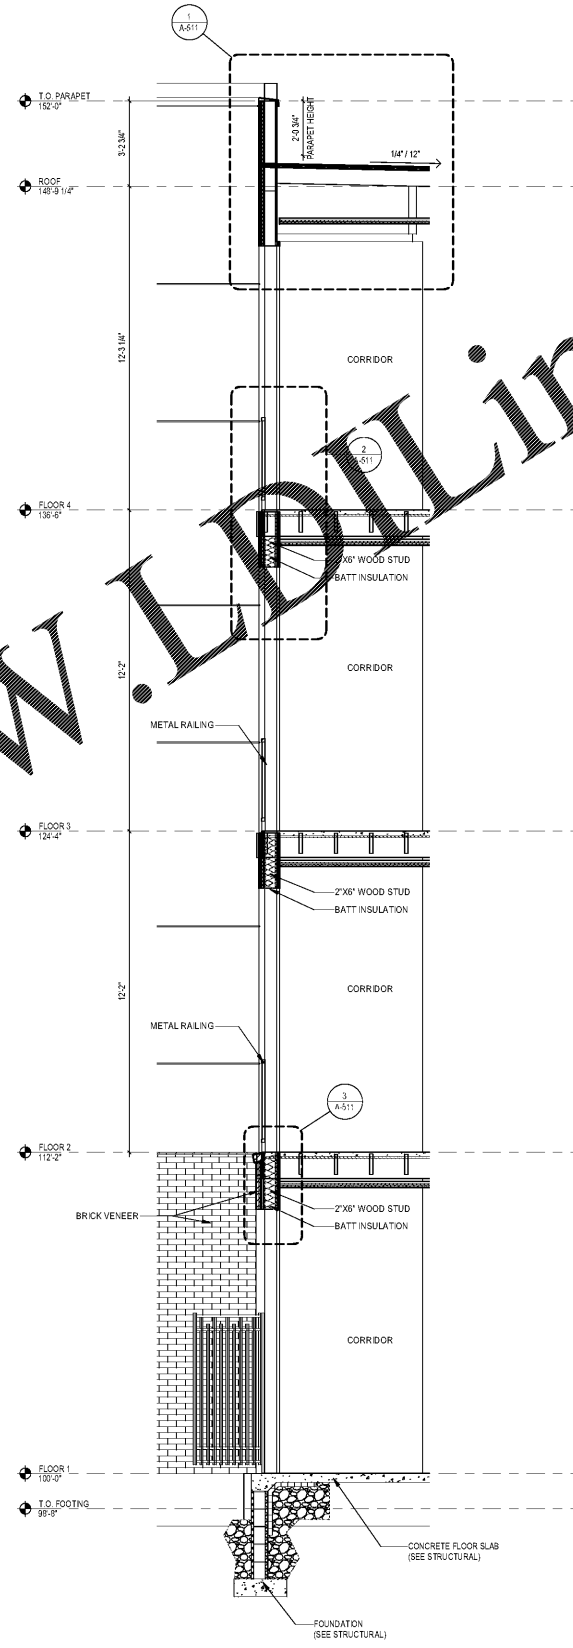 1
A-511
T.O. PARAPET
152'-0"
3'-2 3/4"
2'-0 3/4"
PARAPET HEIGHT
1/4" / 12"
ROOF
148'-9 1/4"
12'-3 1/4"
CORRIDOR
2
A-511
FLOOR 4
136'-6"
X6" WOOD STUD
BATT INSULATION
W.LDILin
12'-2"
CORRIDOR
METAL RAILING
FLOOR 3
124'-4"
2"X6" WOOD STUD
BATT INSULATION
12'-2"
CORRIDOR
METAL RAILING
3
A-511
FLOOR 2
112'-2"
BRICK VENEER
2"X6" WOOD STUD
BATT INSULATION
CORRIDOR
FLOOR 1
100'-0"
T.O. FOOTING
98'-8"
CONCRETE FLOOR SLAB
(SEE STRUCTURAL)
FOUNDATION
(SEE STRUCTURAL)